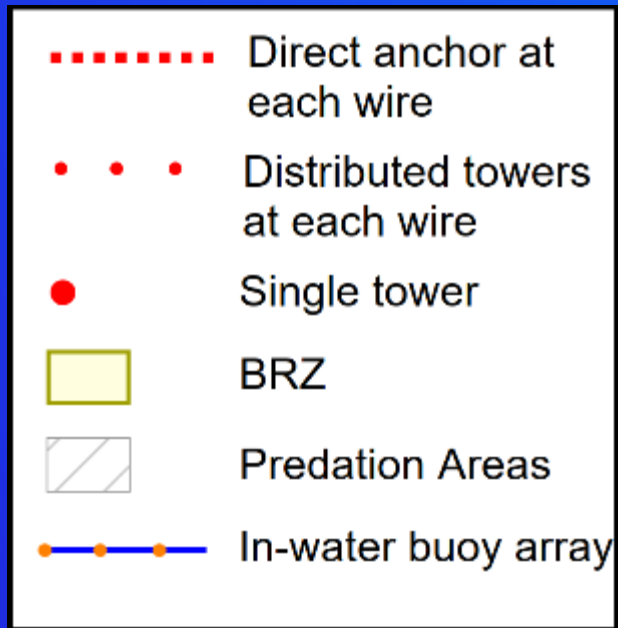 Direct anchor at
each wire
Distributed towers
at each wire
Single tower
BRZ
Predation Areas
In-water buoy array